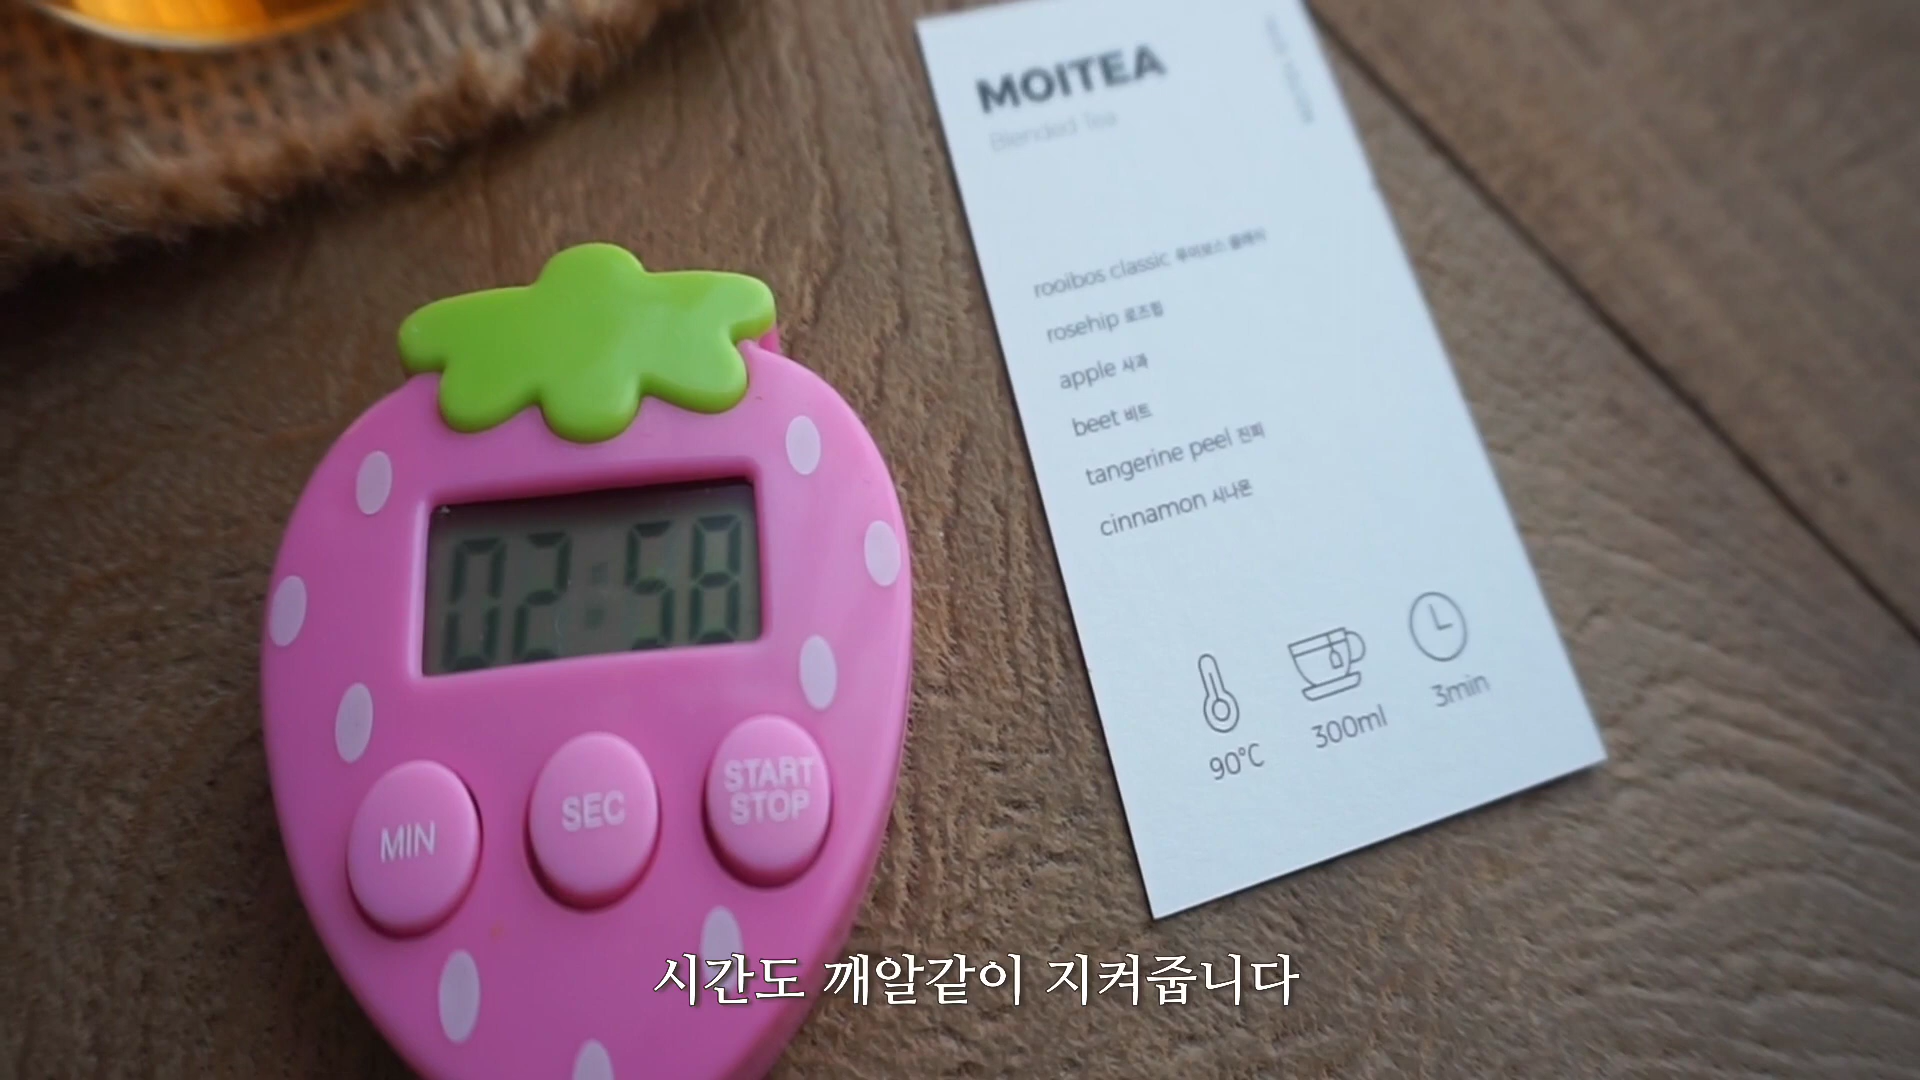 MOITEA
Blended Tea
rooibos classic 루이보스 클래식
rosehip 로즈힙
apple 사과
beet 비트
tangerine peel 진피
cinnamon 시나몬
90°C
300ml
3min
02:58
MIN
SEC
START
STOP
시간도 깨알같이 지켜줍니다